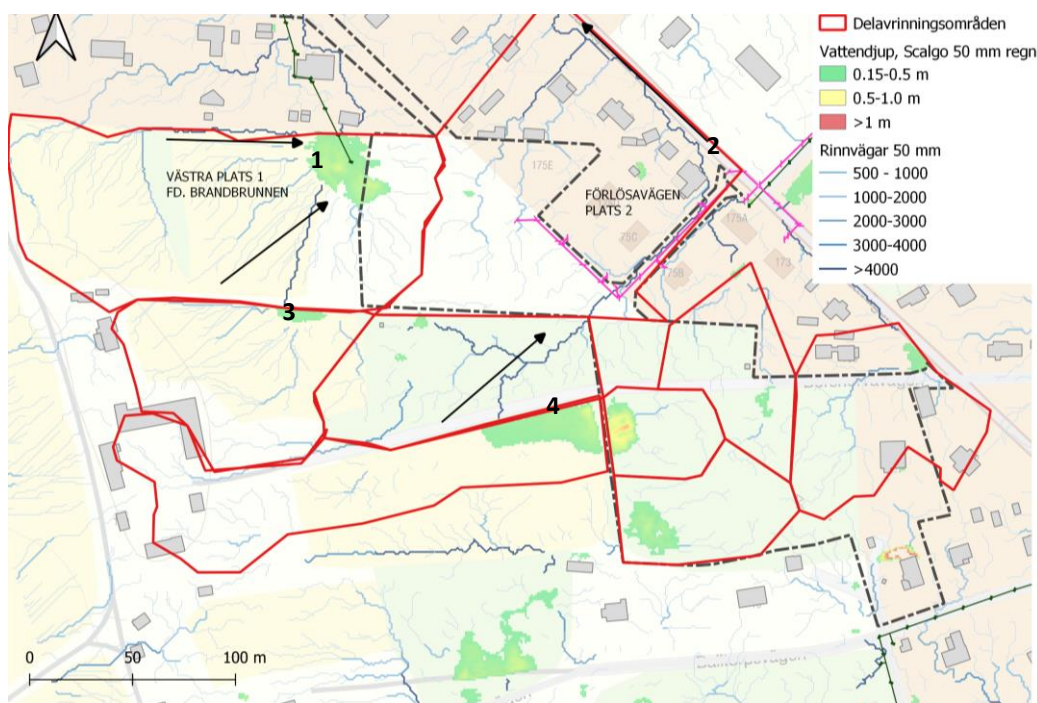 Delavrinningsområden
Vattendjup, Scalgo 50 mm regn
0.15-0.5 m
0.5-1.0 m
>1 m
Rinnvägar 50 mm
500 - 1000
1000-2000
2000-3000
3000-4000
>4000
1
2
VÄSTRA PLATS 1
FD. BRANDBRUNNEN
175E
FÖRLÖSAVÄGEN
PLATS 2
175A
75C
173
175B
3
4
0
50
100 m